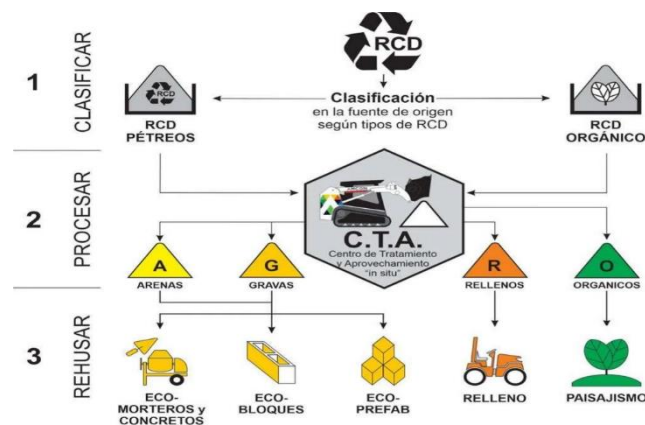 RCD
1
CLASIFICAR
Clasificación
en la fuente de origen
según tipos de RCD
RCD
RCD
PÉTREOS
RCD
ORGÁNICO
2
PROCESAR
C.T.A.
Centro de Tratamiento
y Aprovechamiento
"in situ"
A
ARENAS
G
GRAVAS
R
RELLENOS
O
ORGANICOS
3
REHUSAR
ECO-
MORTEROS y
CONCRETOS
ECO-
BLOQUES
ECO-
PREFAB
RELLENO
PAISAJISMO